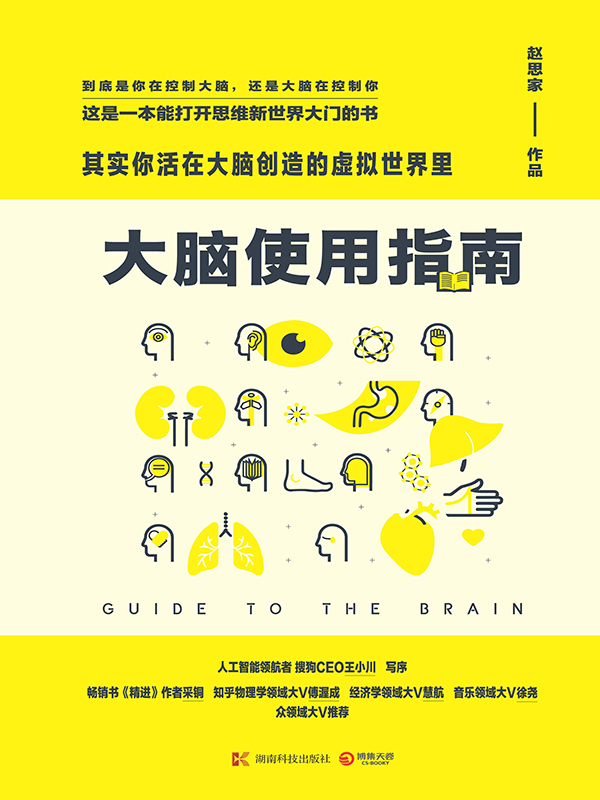 到底是你在控制大脑，还是大脑在控制你
这是一本能打开思维新世界大门的书
其实你活在大脑创造的虚拟世界里
赵思家
作品
大脑使用指南
GUIDE TO THE BRAIN
人工智能领航者 搜狗CEO王小川 写序
畅销书《精进》作者采铜 知乎物理学领域大V傅渥成 经济学领域大V慧航 音乐领域大V徐尧
众领域大V推荐
湖南科技出版社
博集天卷
CS-BOOKY